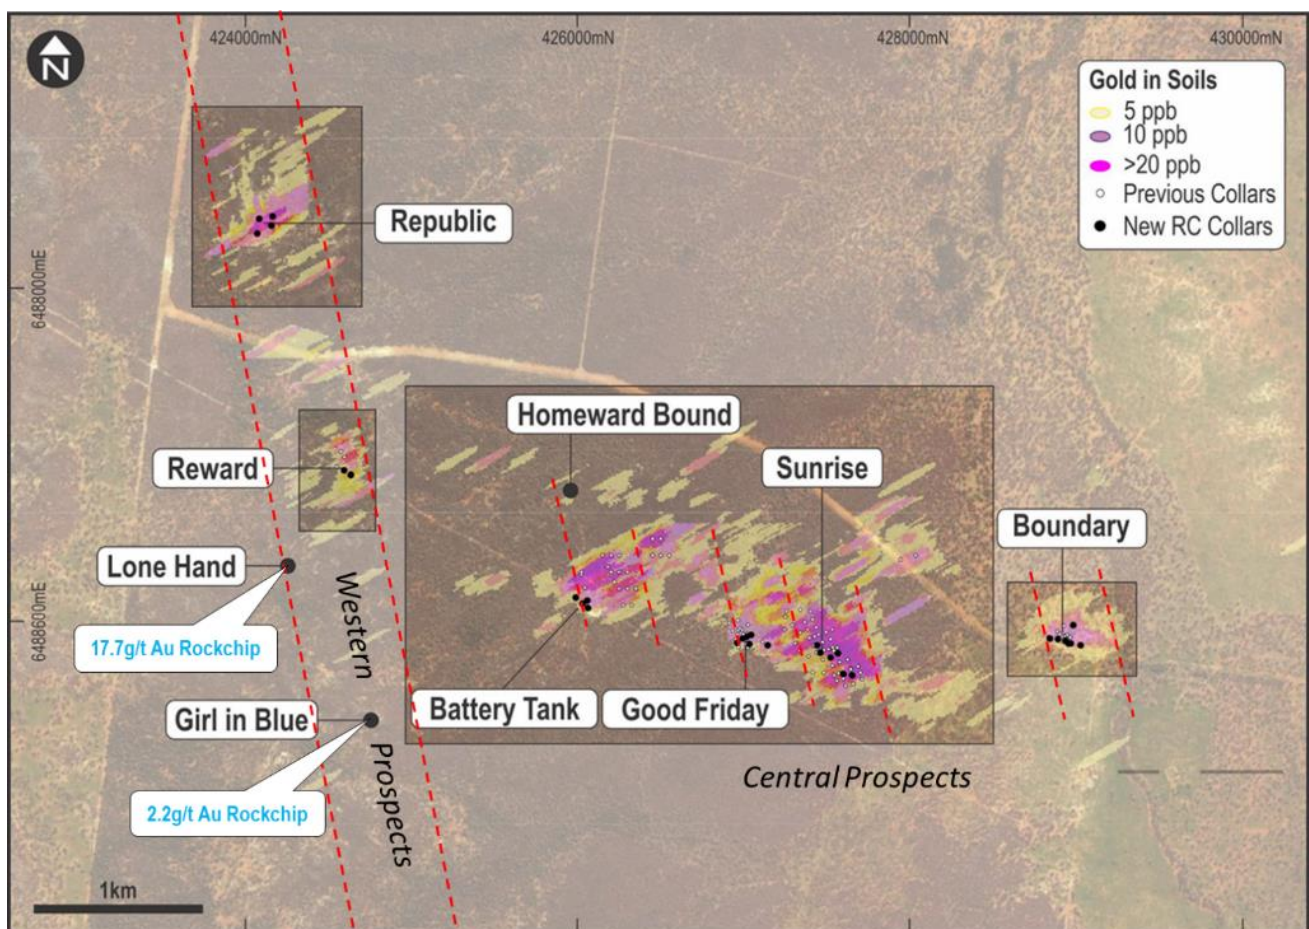 424000mN
426000mN
428000mN
430000mN
N
Gold in Soils
5 ppb
10 ppb
>20 ppb
Previous Collars
New RC Collars
Republic
6488000mE
Homeward Bound
Reward
Sunrise
Boundary
Lone Hand
6488600mE
17.7g/t Au Rockchip
Western
Prospects
Battery Tank
Good Friday
Girl in Blue
Central Prospects
2.2g/t Au Rockchip
1km